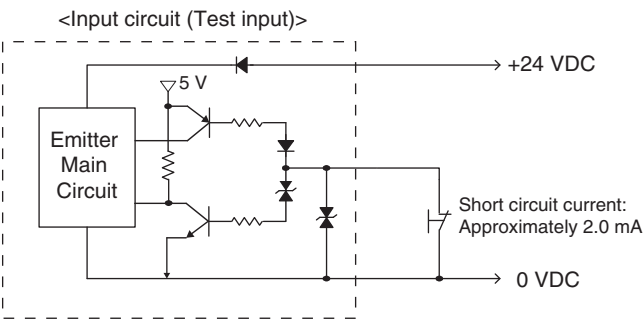 <Input circuit (Test input)>
+24 VDC
5 V
Emitter
Main
Circuit
Short circuit current:
Approximately 2.0 mA
0 VDC